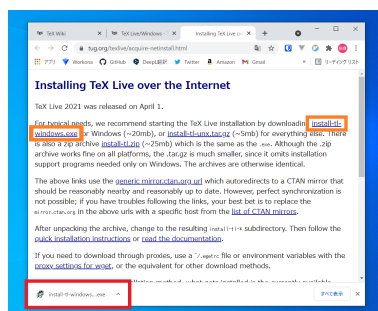 TeX Wiki
TeX Live/Windows
Installing TeX Live ov
tug.org/texlive/acquire-netinstall.html
アプリ Workona GitHub DeepL翻訳 Twitter Amazon Gmail » リーディング リスト
Installing TeX Live over the Internet
TeX Live 2021 was released on April 1.
For typical needs, we recommend starting the TeX Live installation by downloading install-tl-
windows.exe for Windows (~20mb), or install-tl-unx.tar.gz (~5mb) for everything else. There
is also a zip archive install-tl.zip (~25mb) which is the same as the .exe. Although the .zip
archive works fine on all platforms, the .tar.gz is much smaller, since it omits installation
support programs needed only on Windows. The archives are otherwise identical.
The above links use the generic mirror.ctan.org url which autoredirects to a CTAN mirror that
should be reasonably nearby and reasonably up to date. However, perfect synchronization is
not possible; if you have troubles following the links, your best bet is to replace the
mirror.ctan.org in the above urls with a specific host from the list of CTAN mirrors.
After unpacking the archive, change to the resulting install-tl-* subdirectory. Then follow the
quick installation instructions or read the documentation.
If you need to download through proxies, use a ~/.wgetrc file or environment variables with the
proxy settings for wget, or the equivalent for other download methods.
install-tl-windows....exe
すべて表示